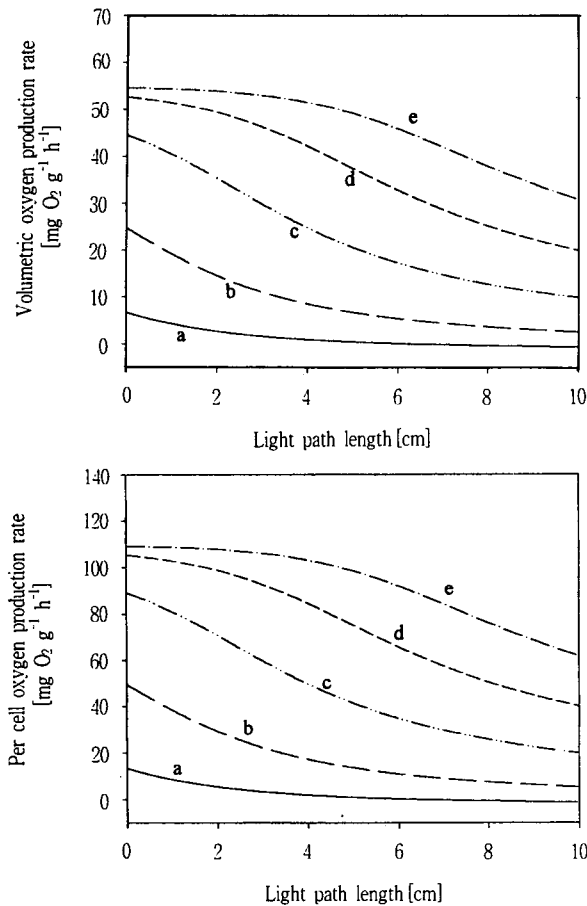 Volumetric oxygen production rate
[mg O₂ g⁻¹ h⁻¹]
70
60
50
40
30
20
10
0
e
d
c
b
a
0 2 4 6 8 10
Light path length [cm]
Per cell oxygen production rate
[mg O₂ g⁻¹ h⁻¹]
140
120
100
80
60
40
20
0
e
d
c
b
a
0 2 4 6 8 10
Light path length [cm]